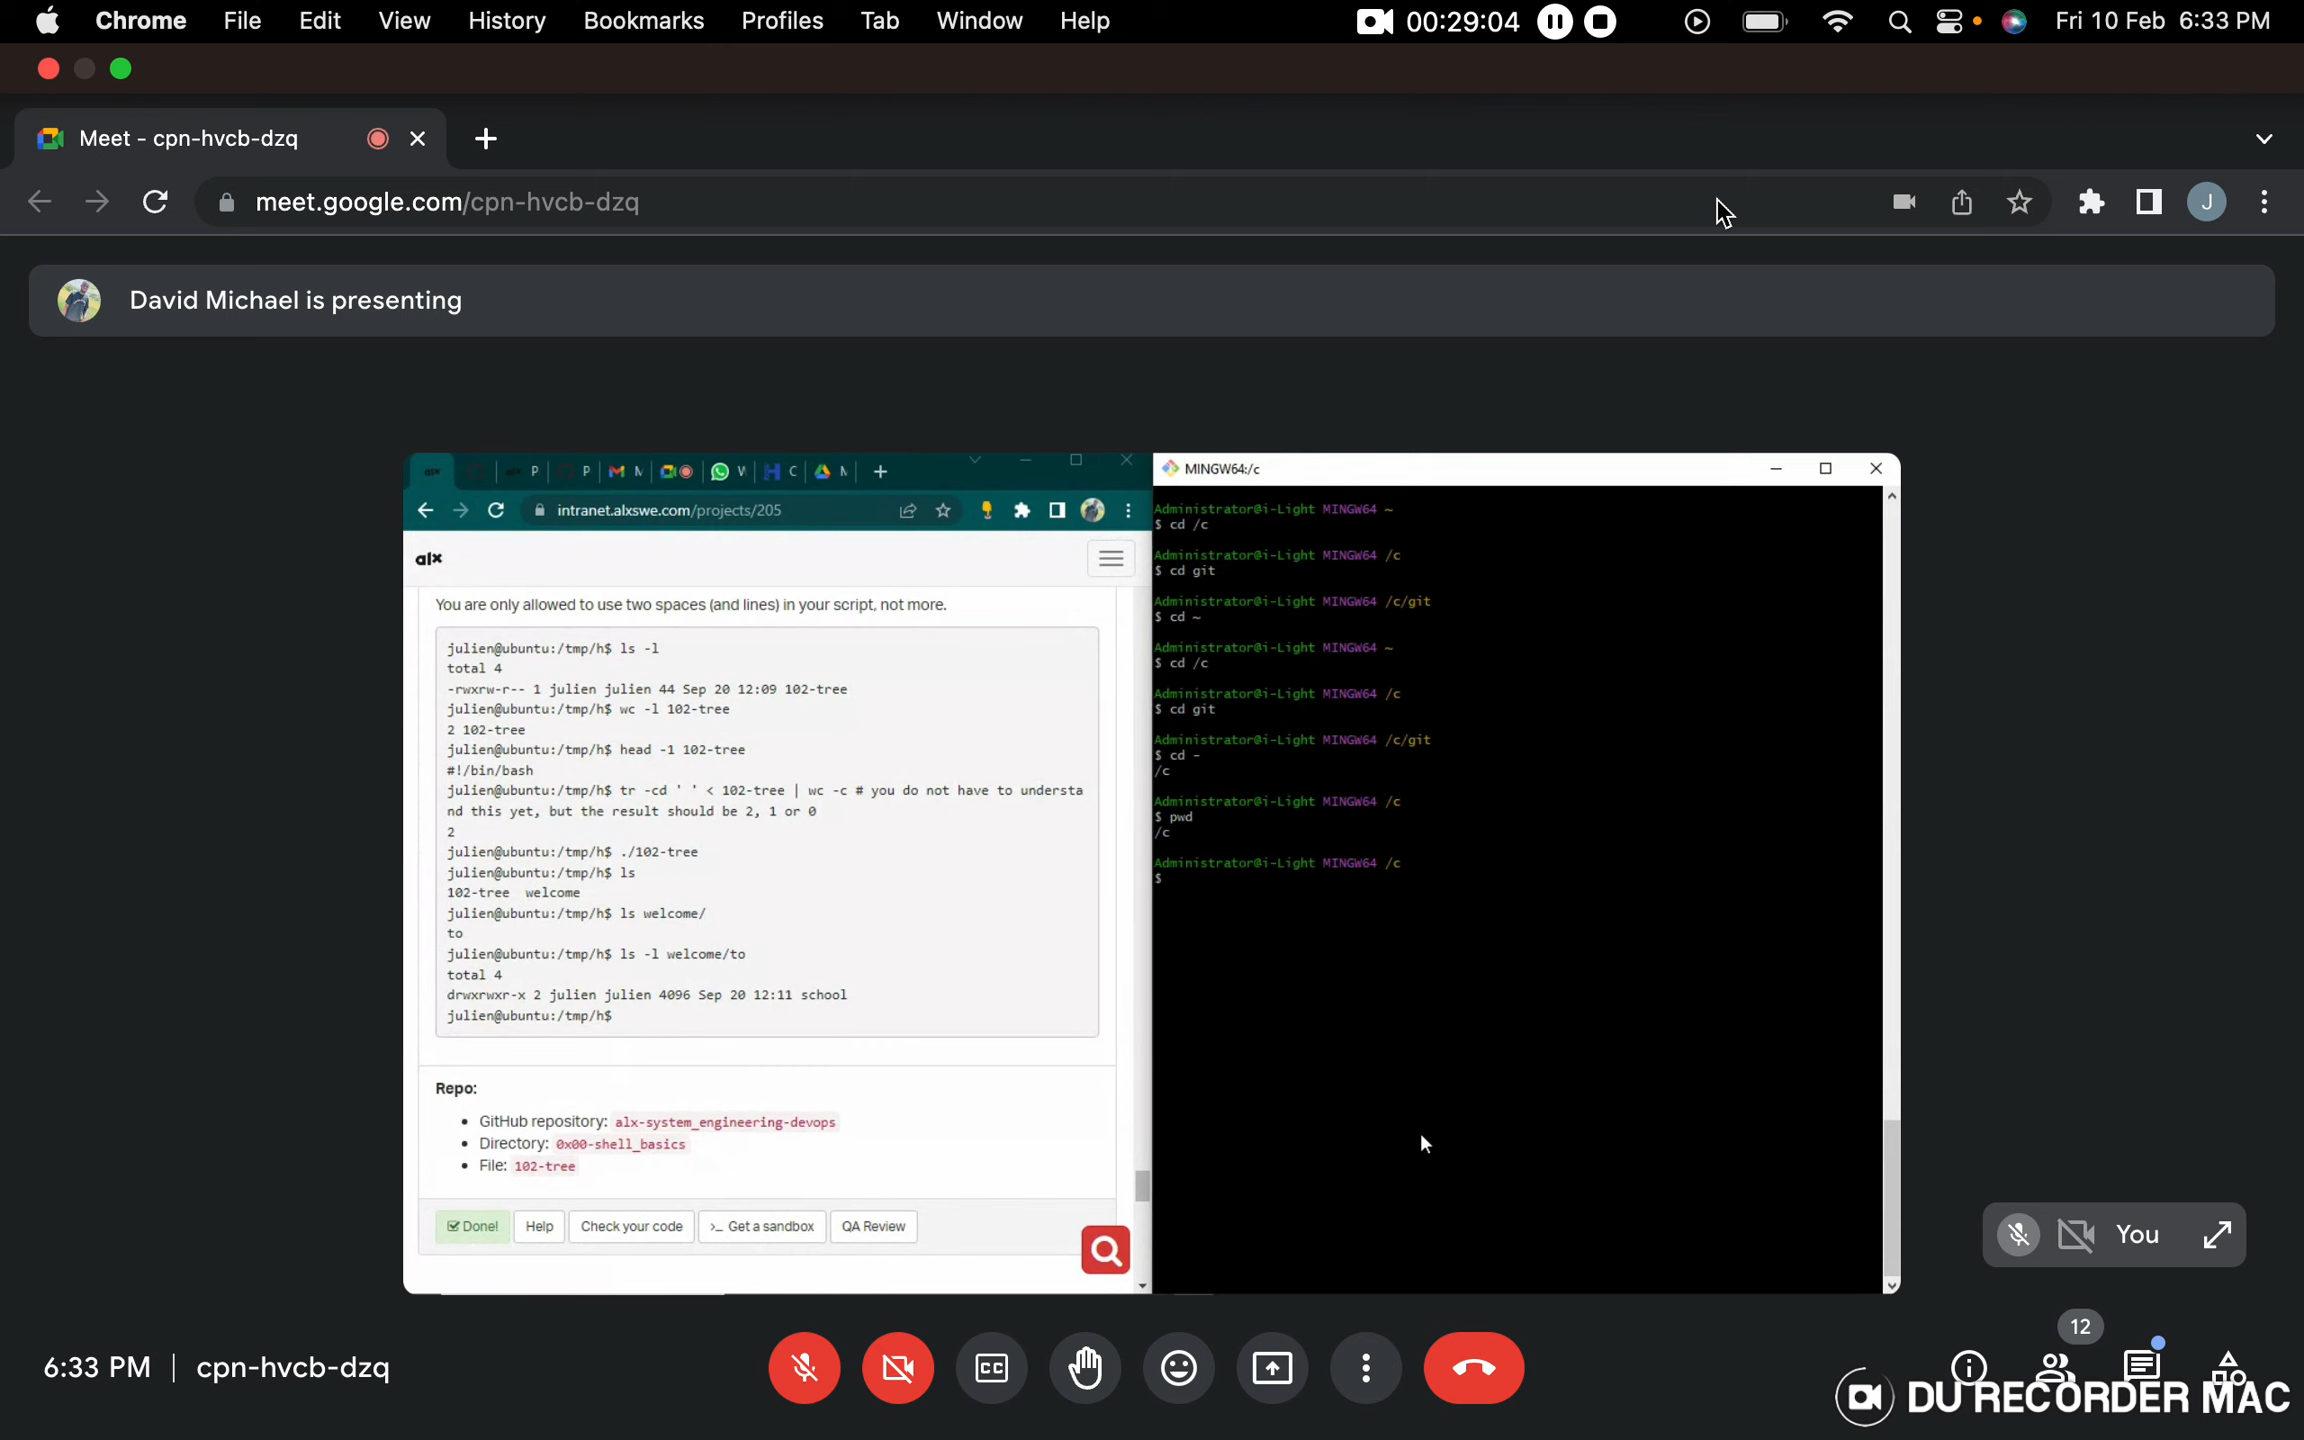 Chrome File Edit View History Bookmarks Profiles Tab Window Help 00:29:04 Fri 10 Feb 6:33 PM
Meet - cpn-hvcb-dzq
meet.google.com/cpn-hvcb-dzq
J
David Michael is presenting
alx P P M W H C M
intranet.alxswe.com/projects/205
alx
You are only allowed to use two spaces (and lines) in your script, not more.
julien@ubuntu:/tmp/h$ ls -l
total 4
-rwxrw-r-- 1 julien julien 44 Sep 20 12:09 102-tree
julien@ubuntu:/tmp/h$ wc -l 102-tree
2 102-tree
julien@ubuntu:/tmp/h$ head -1 102-tree
#!/bin/bash
julien@ubuntu:/tmp/h$ tr -cd ' ' < 102-tree | wc -c # you do not have to understa
nd this yet, but the result should be 2, 1 or 0
2
julien@ubuntu:/tmp/h$ ./102-tree
julien@ubuntu:/tmp/h$ ls
102-tree  welcome
julien@ubuntu:/tmp/h$ ls welcome/
to
julien@ubuntu:/tmp/h$ ls -l welcome/to
total 4
drwxrwxr-x 2 julien julien 4096 Sep 20 12:11 school
julien@ubuntu:/tmp/h$
Repo:
• GitHub repository: alx-system_engineering-devops
• Directory: 0x00-shell_basics
• File: 102-tree
Done! Help Check your code >_ Get a sandbox QA Review
MINGW64:/c
Administrator@i-Light MINGW64 ~
$ cd /c
Administrator@i-Light MINGW64 /c
$ cd git
Administrator@i-Light MINGW64 /c/git
$ cd ~
Administrator@i-Light MINGW64 ~
$ cd /c
Administrator@i-Light MINGW64 /c
$ cd git
Administrator@i-Light MINGW64 /c/git
$ cd -
/c
Administrator@i-Light MINGW64 /c
$ pwd
/c
Administrator@i-Light MINGW64 /c
$
You
12
6:33 PM | cpn-hvcb-dzq
CC
DU RECORDER MAC